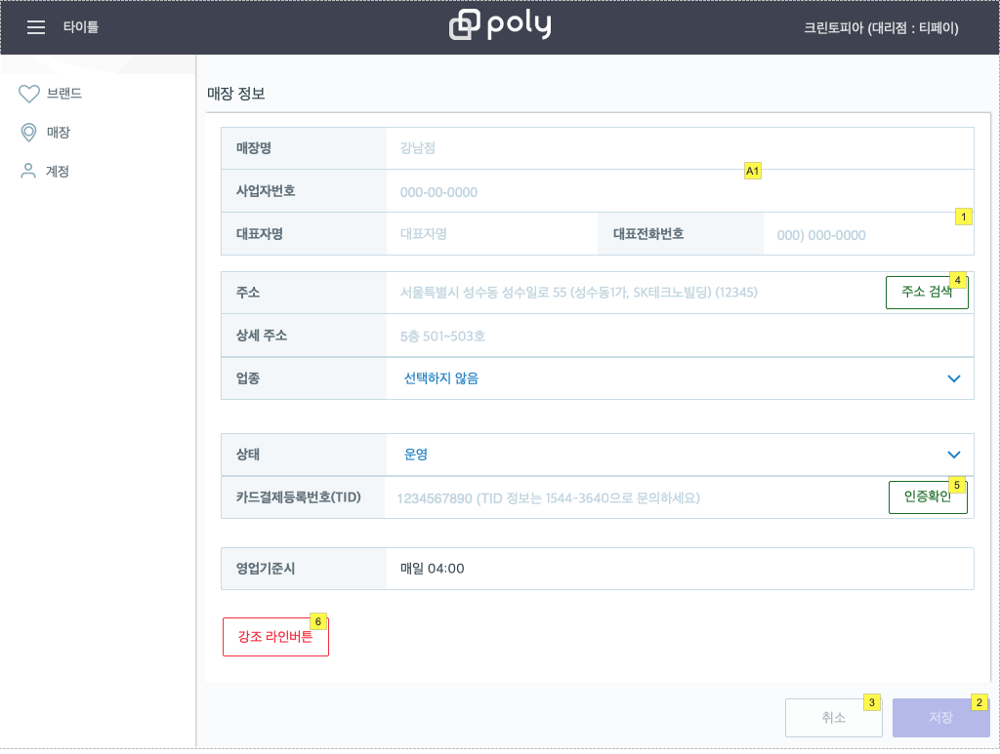 타이틀
poly
크린토피아 (대리점 : 티페이)
브랜드
매장
계정
매장 정보
매장명 강남점
A1
사업자번호 000-00-0000
1
대표자명 대표자명 대표전화번호 000) 000-0000
4
주소 서울특별시 성수동 성수일로 55 (성수동1가, SK테크노빌딩) (12345) 주소 검색
상세 주소 5층 501~503호
업종 선택하지 않음
상태 운영
5
카드결제등록번호(TID) 1234567890 (TID 정보는 1544-3640으로 문의하세요) 인증확인
영업기준시 매일 04:00
6
강조 라인버튼
3
취소
2
저장